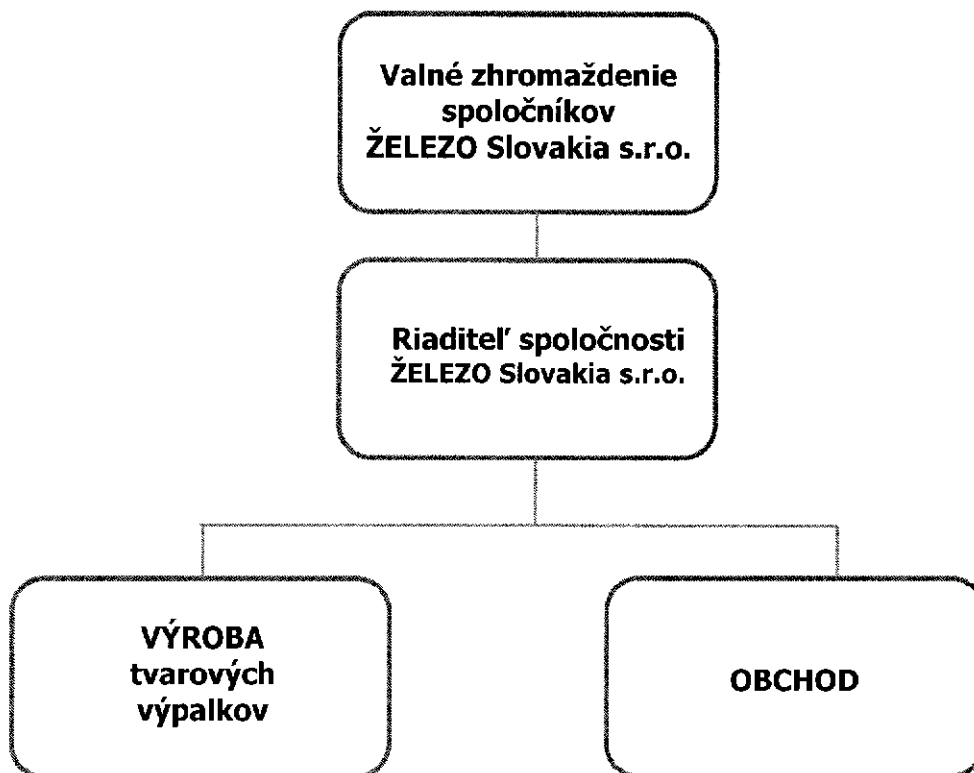 Valné zhromaždenie
spoločníkov
ŽELEZO Slovakia s.r.o.
Riaditeľ spoločnosti
ŽELEZO Slovakia s.r.o.
VÝROBA
tvarových
výpalkov
OBCHOD